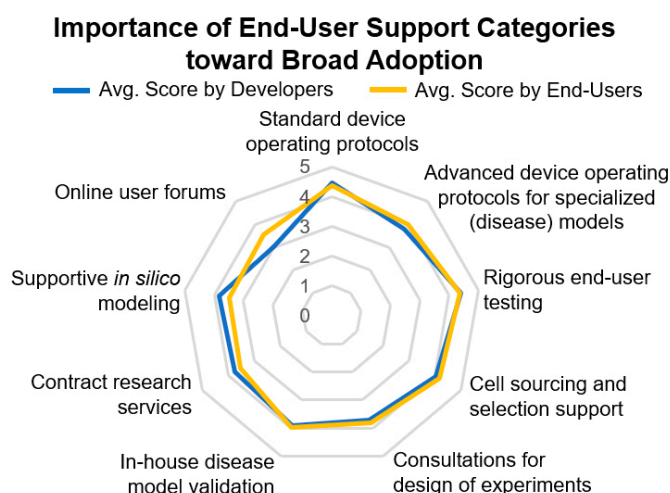 Importance of End-User Support Categories
toward Broad Adoption
Avg. Score by Developers
Avg. Score by End-Users
Standard device
operating protocols
5
4
3
2
1
0
Advanced device operating
protocols for specialized
(disease) models
Rigorous end-user
testing
Cell sourcing and
selection support
Consultations for
design of experiments
In-house disease
model validation
Contract research
services
Supportive in silico
modeling
Online user forums